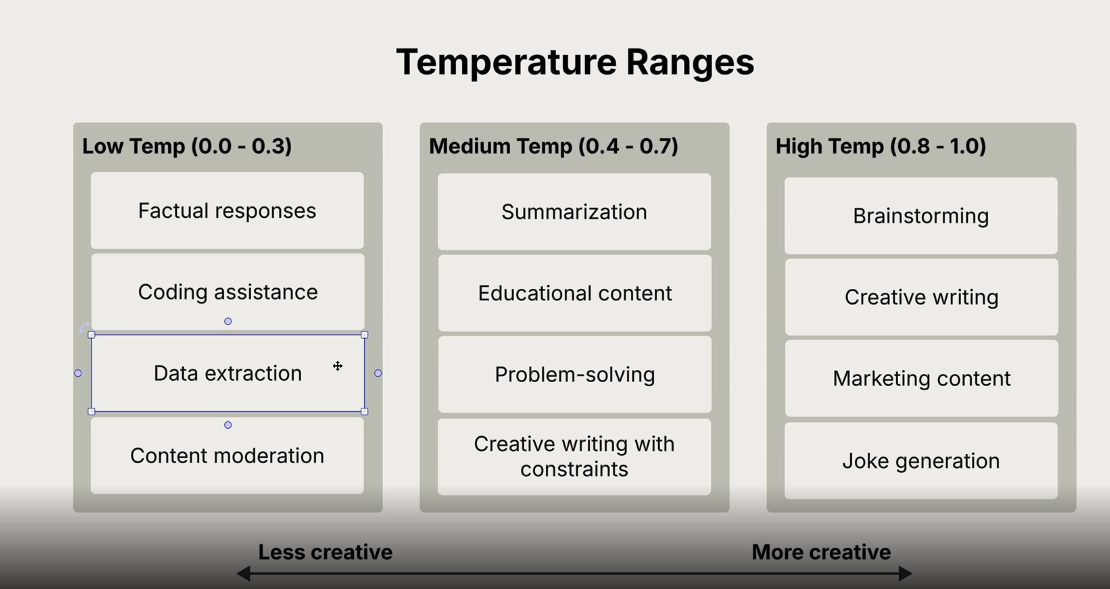 Temperature Ranges
Low Temp (0.0 - 0.3)
Factual responses
Coding assistance
Data extraction
Content moderation
Medium Temp (0.4 - 0.7)
Summarization
Educational content
Problem-solving
Creative writing with
constraints
High Temp (0.8 - 1.0)
Brainstorming
Creative writing
Marketing content
Joke generation
Less creative
More creative